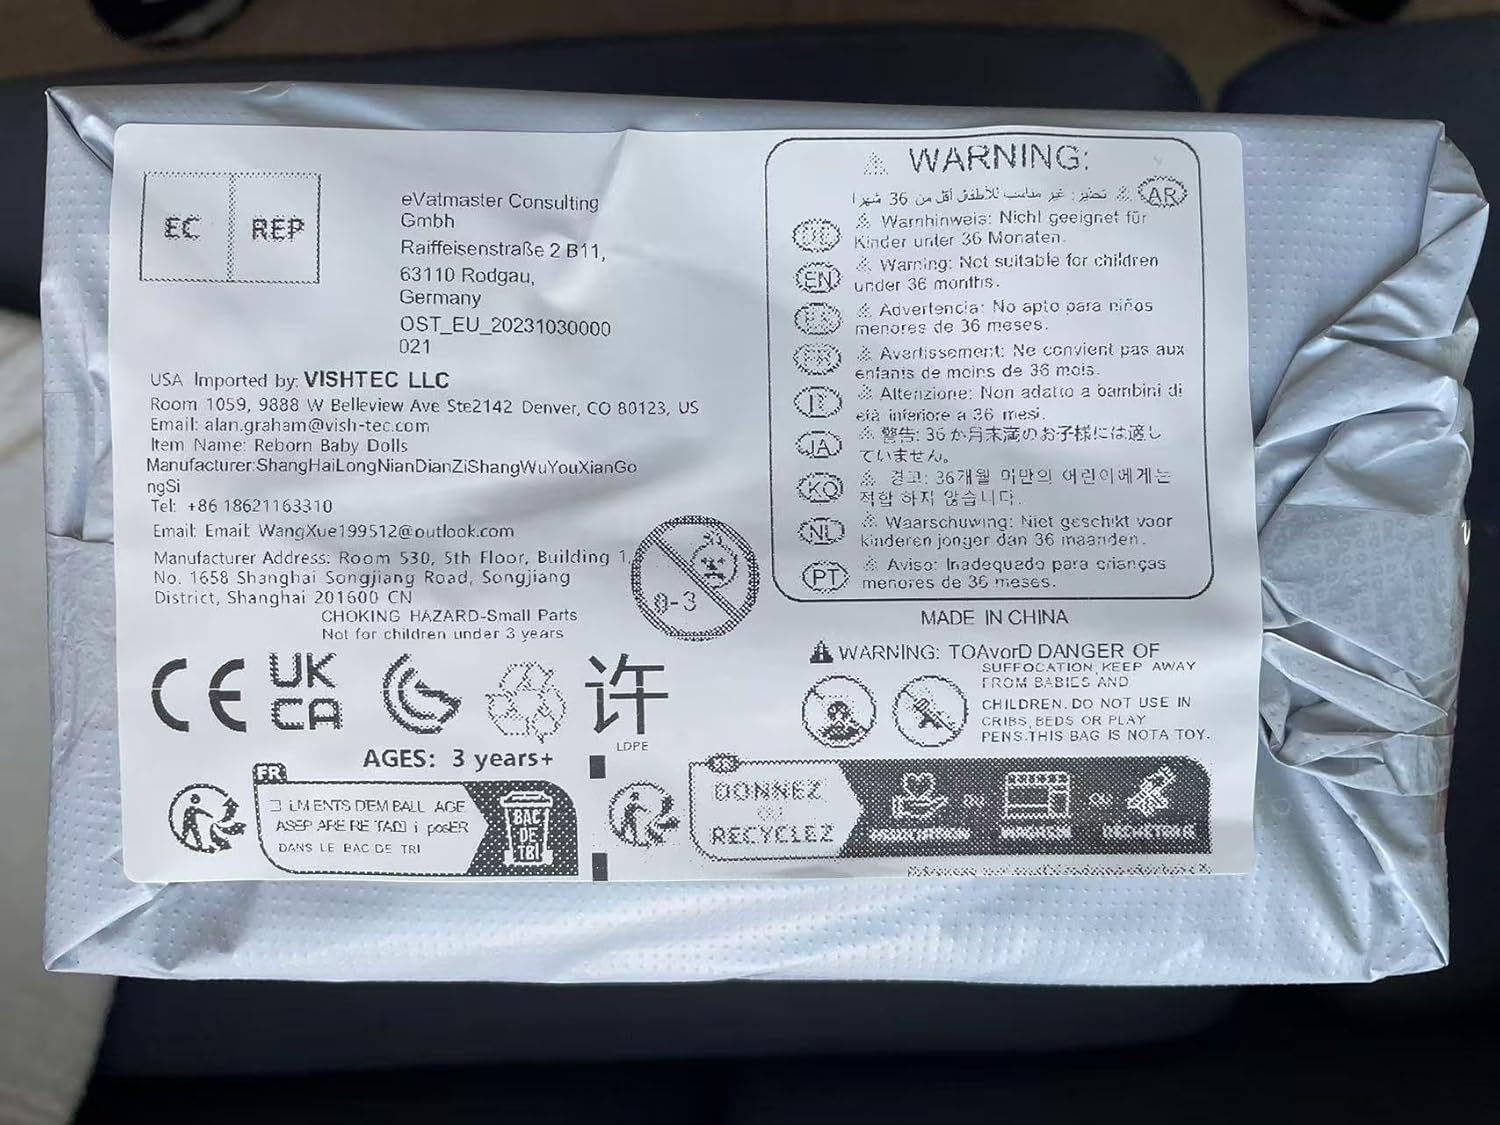 EC REP
eVatmaster Consulting
Gmbh
Raiffeisenstraße 2 B11,
63110 Rodgau,
Germany
OST_EU_20231030000
021
USA Imported by: VISHTEC LLC
Room 1059, 9888 W Belleview Ave Ste2142 Denver, CO 80123, US
Email: alan.graham@vish-tec.com
Item Name: Reborn Baby Dolls
Manufacturer:ShangHaiLongNianDianZiShangWuYouXianGo
ngSi
Tel: +86 18621163310
Email: Email: WangXue199512@outlook.com
Manufacturer Address: Room 530, 5th Floor, Building 1,
No. 1658 Shanghai Songjiang Road, Songjiang
District, Shanghai 201600 CN
CHOKING HAZARD-Small Parts
Not for children under 3 years
0-3
CE
UK
CA
许
LDPE
AGES: 3 years+
FR
DANS LE BAC DE TRI
BAC
DE
TRI
WARNING:
تحذير: غير مناسب للأطفال أقل من 36 شهرا
AR
Warnhinweis: Nicht geeignet für
Kinder unter 36 Monaten.
EN
Warning: Not suitable for children
under 36 months.
Advertencia: No apto para niños
menores de 36 meses.
FR
Avertissement: Ne convient pas aux
enfants de moins de 36 mois.
Attenzione: Non adatto a bambini di
età inferiore a 36 mesi.
JA
警告: 36か月未満のお子様には適し
ていません。
KO
경고: 36개월 미만의 어린이에게는
적합 하지 않습니다.
NL
Waarschuwing: Niet geschikt voor
kinderen jonger dan 36 maanden.
PT
Aviso: Inadequado para crianças
menores de 36 meses.
MADE IN CHINA
WARNING: TOAvorD DANGER OF
SUFFOCATION, KEEP AWAY
FROM BABIES AND
CHILDREN. DO NOT USE IN
CRIBS, BEDS OR PLAY
PENS.THIS BAG IS NOTA TOY.
DONNEZ
OU
RECYCLEZ